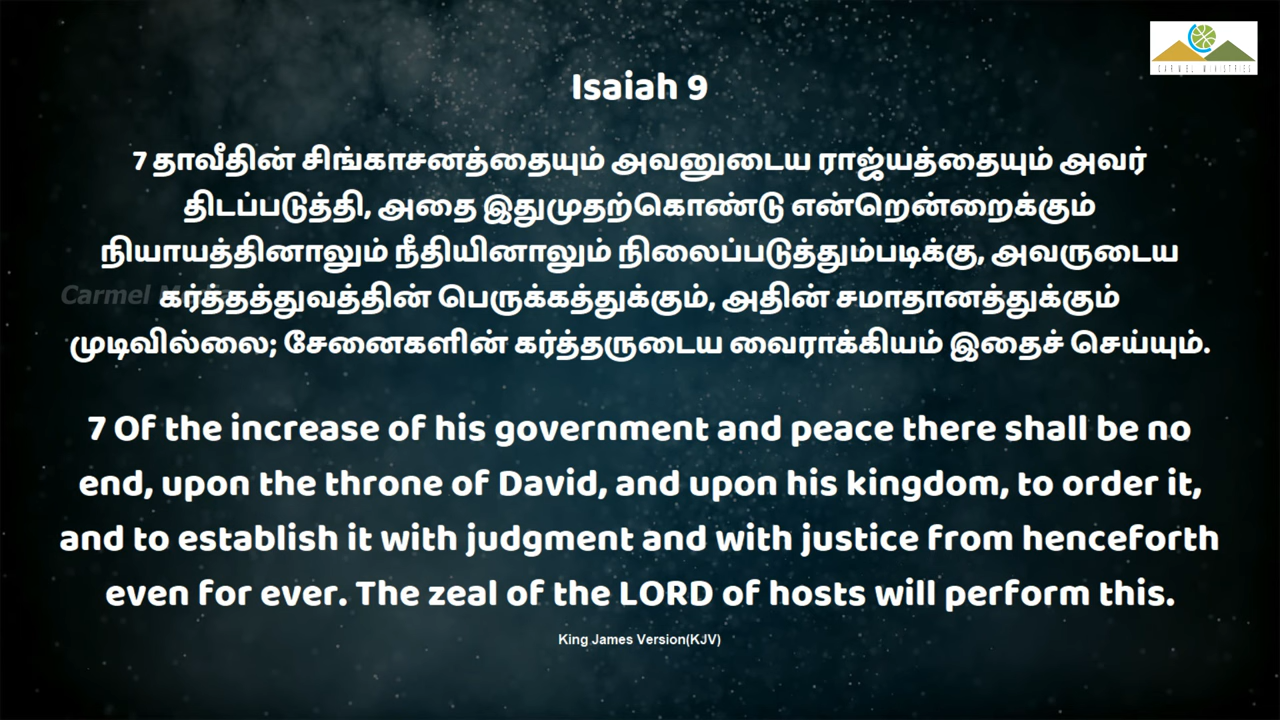 CARMEL MINISTRIES
Isaiah 9
7 தாவீதின் சிங்காசனத்தையும் அவனுடைய ராஜ்யத்தையும் அவர்
திடப்படுத்தி, அதை இதுமுதற்கொண்டு என்றென்றைக்கும்
நியாயத்தினாலும் நீதியினாலும் நிலைப்படுத்தும்படிக்கு, அவருடைய
Carmel
கர்த்தத்துவத்தின் பெருக்கத்துக்கும், அதின் சமாதானத்துக்கும்
முடிவில்லை; சேனைகளின் கர்த்தருடைய வைராக்கியம் இதைச் செய்யும்.
7 Of the increase of his government and peace there shall be no
end, upon the throne of David, and upon his kingdom, to order it,
and to establish it with judgment and with justice from henceforth
even for ever. The zeal of the LORD of hosts will perform this.
King James Version(KJV)